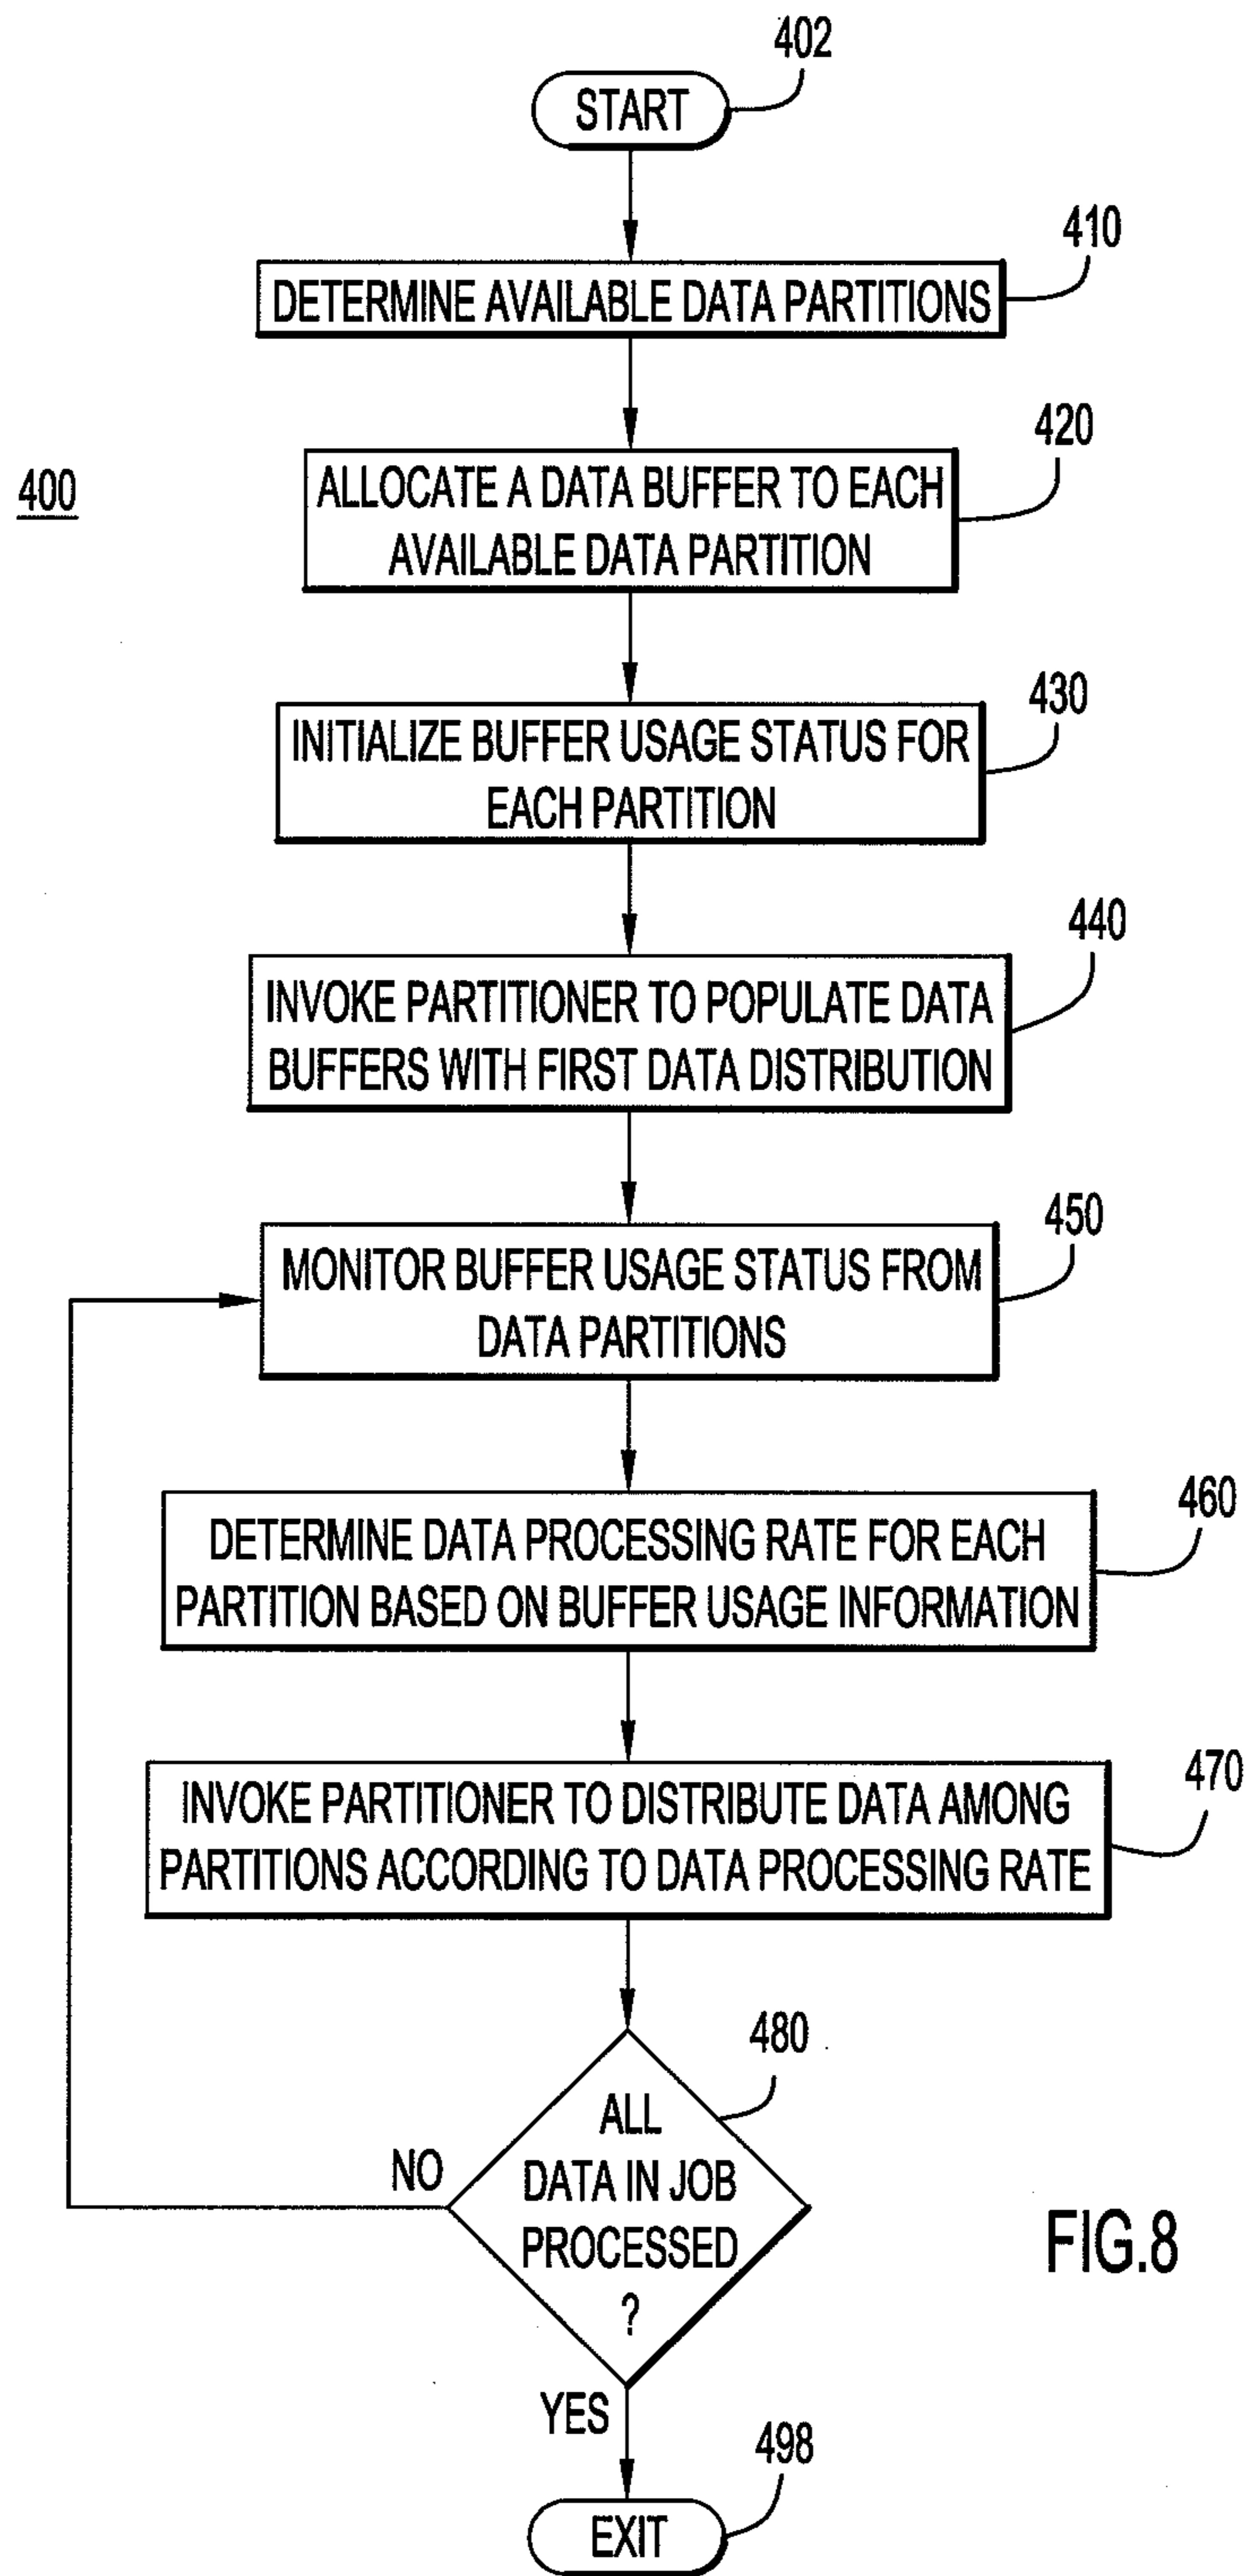 402
START
410
DETERMINE AVAILABLE DATA PARTITIONS
420
400
ALLOCATE A DATA BUFFER TO EACH
AVAILABLE DATA PARTITION
430
INITIALIZE BUFFER USAGE STATUS FOR
EACH PARTITION
440
INVOKE PARTITIONER TO POPULATE DATA
BUFFERS WITH FIRST DATA DISTRIBUTION
450
MONITOR BUFFER USAGE STATUS FROM
DATA PARTITIONS
460
DETERMINE DATA PROCESSING RATE FOR EACH
PARTITION BASED ON BUFFER USAGE INFORMATION
470
INVOKE PARTITIONER TO DISTRIBUTE DATA AMONG
PARTITIONS ACCORDING TO DATA PROCESSING RATE
480
ALL
DATA IN JOB
PROCESSED
?
NO
FIG.8
YES
498
EXIT